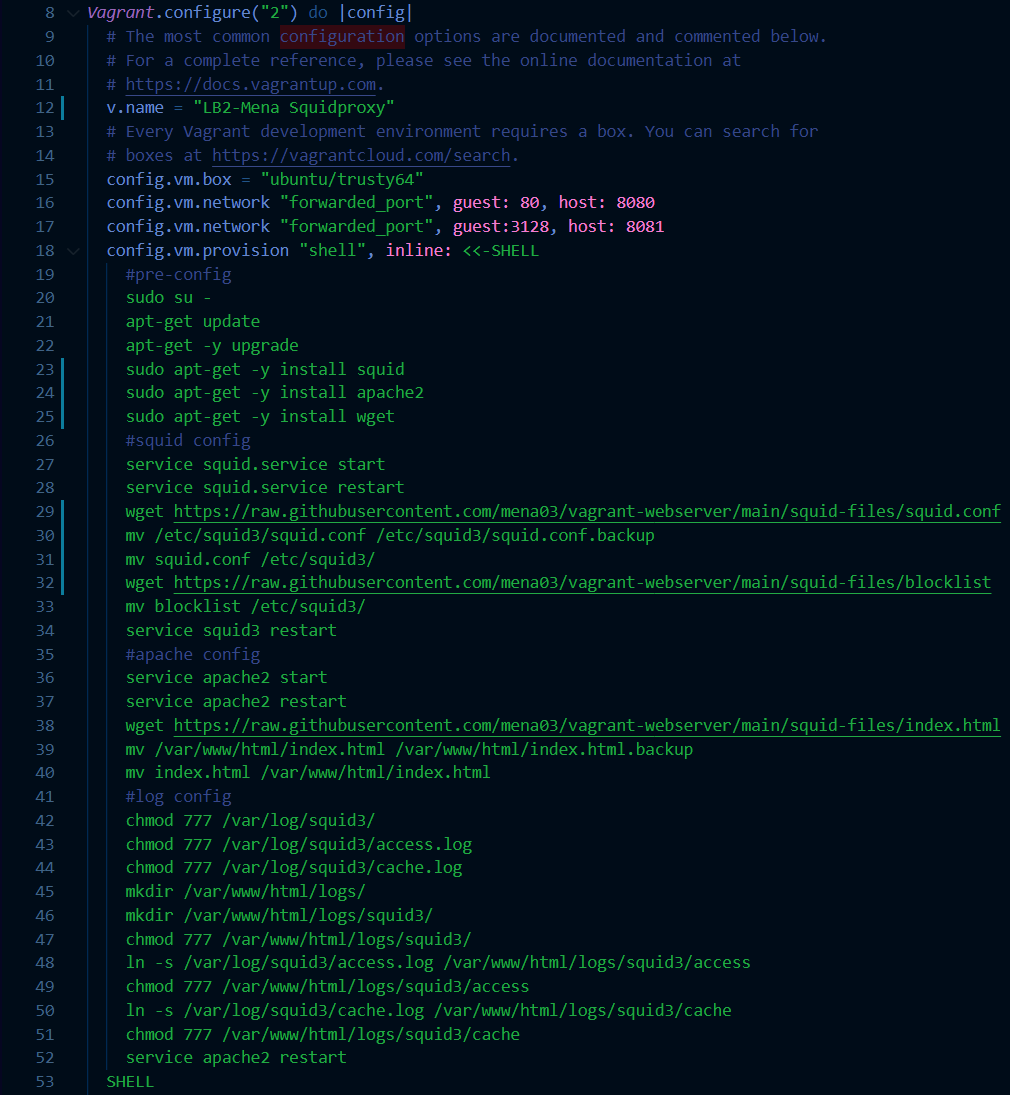 8 Vagrant.configure("2") do |config|
9 # The most common configuration options are documented and commented below.
10 # For a complete reference, please see the online documentation at
11 # https://docs.vagrantup.com.
12 v.name = "LB2-Mena Squidproxy"
13 # Every Vagrant development environment requires a box. You can search for
14 # boxes at https://vagrantcloud.com/search.
15 config.vm.box = "ubuntu/trusty64"
16 config.vm.network "forwarded_port", guest: 80, host: 8080
17 config.vm.network "forwarded_port", guest:3128, host: 8081
18 config.vm.provision "shell", inline: <<-SHELL
19 #pre-config
20 sudo su -
21 apt-get update
22 apt-get -y upgrade
23 sudo apt-get -y install squid
24 sudo apt-get -y install apache2
25 sudo apt-get -y install wget
26 #squid config
27 service squid.service start
28 service squid.service restart
29 wget https://raw.githubusercontent.com/mena03/vagrant-webserver/main/squid-files/squid.conf
30 mv /etc/squid3/squid.conf /etc/squid3/squid.conf.backup
31 mv squid.conf /etc/squid3/
32 wget https://raw.githubusercontent.com/mena03/vagrant-webserver/main/squid-files/blocklist
33 mv blocklist /etc/squid3/
34 service squid3 restart
35 #apache config
36 service apache2 start
37 service apache2 restart
38 wget https://raw.githubusercontent.com/mena03/vagrant-webserver/main/squid-files/index.html
39 mv /var/www/html/index.html /var/www/html/index.html.backup
40 mv index.html /var/www/html/index.html
41 #log config
42 chmod 777 /var/log/squid3/
43 chmod 777 /var/log/squid3/access.log
44 chmod 777 /var/log/squid3/cache.log
45 mkdir /var/www/html/logs/
46 mkdir /var/www/html/logs/squid3/
47 chmod 777 /var/www/html/logs/squid3/
48 ln -s /var/log/squid3/access.log /var/www/html/logs/squid3/access
49 chmod 777 /var/www/html/logs/squid3/access
50 ln -s /var/log/squid3/cache.log /var/www/html/logs/squid3/cache
51 chmod 777 /var/www/html/logs/squid3/cache
52 service apache2 restart
53 SHELL